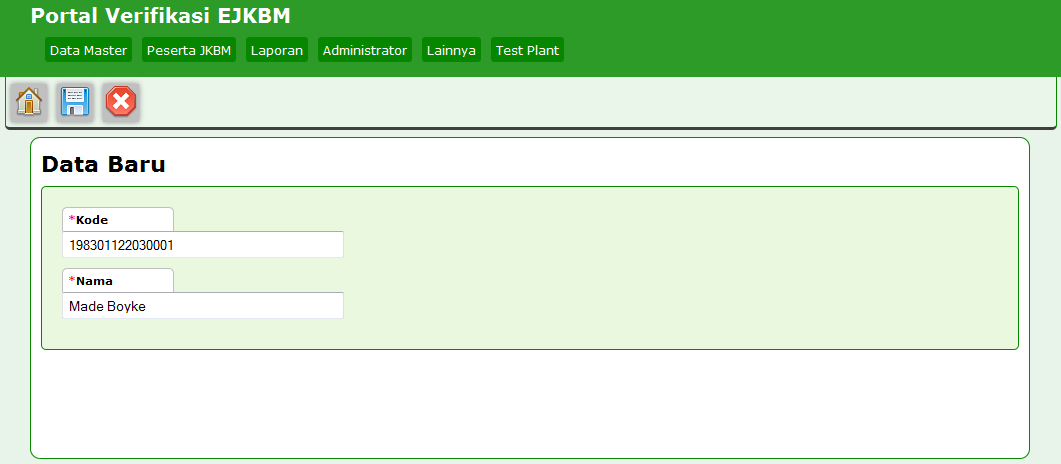 Portal Verifikasi EJKBM
Data Master Peserta JKBM Laporan Administrator Lainnya Test Plant
Data Baru
*Kode
198301122030001
*Nama
Made Boyke